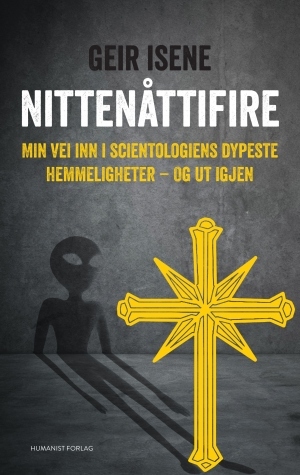 GEIR ISENE
NITTENÅTTIFIRE
MIN VEI INN I SCIENTOLOGIENS DYPESTE
HEMMELIGHETER – OG UT IGJEN
HUMANIST FORLAG